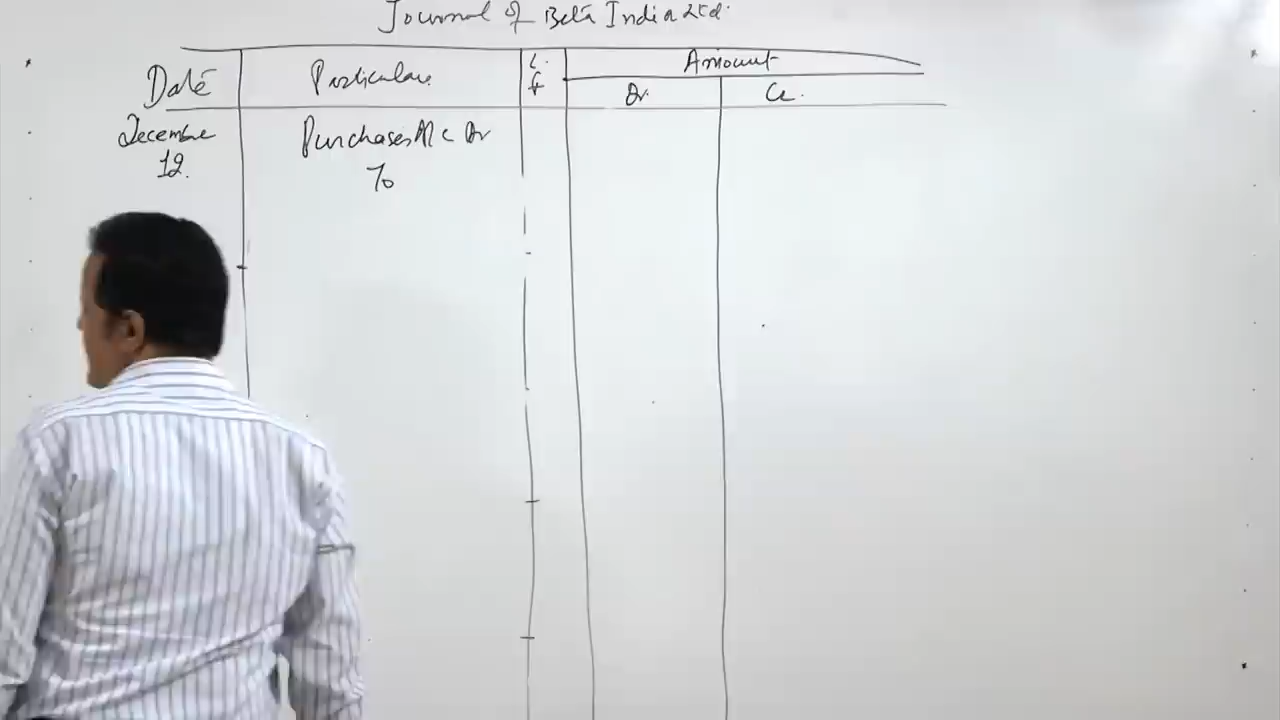 Journal of Beta India Ltd.
Date Particulars L.F Amount
Dr. Cr.
December 12. Purchases A/c Dr
To